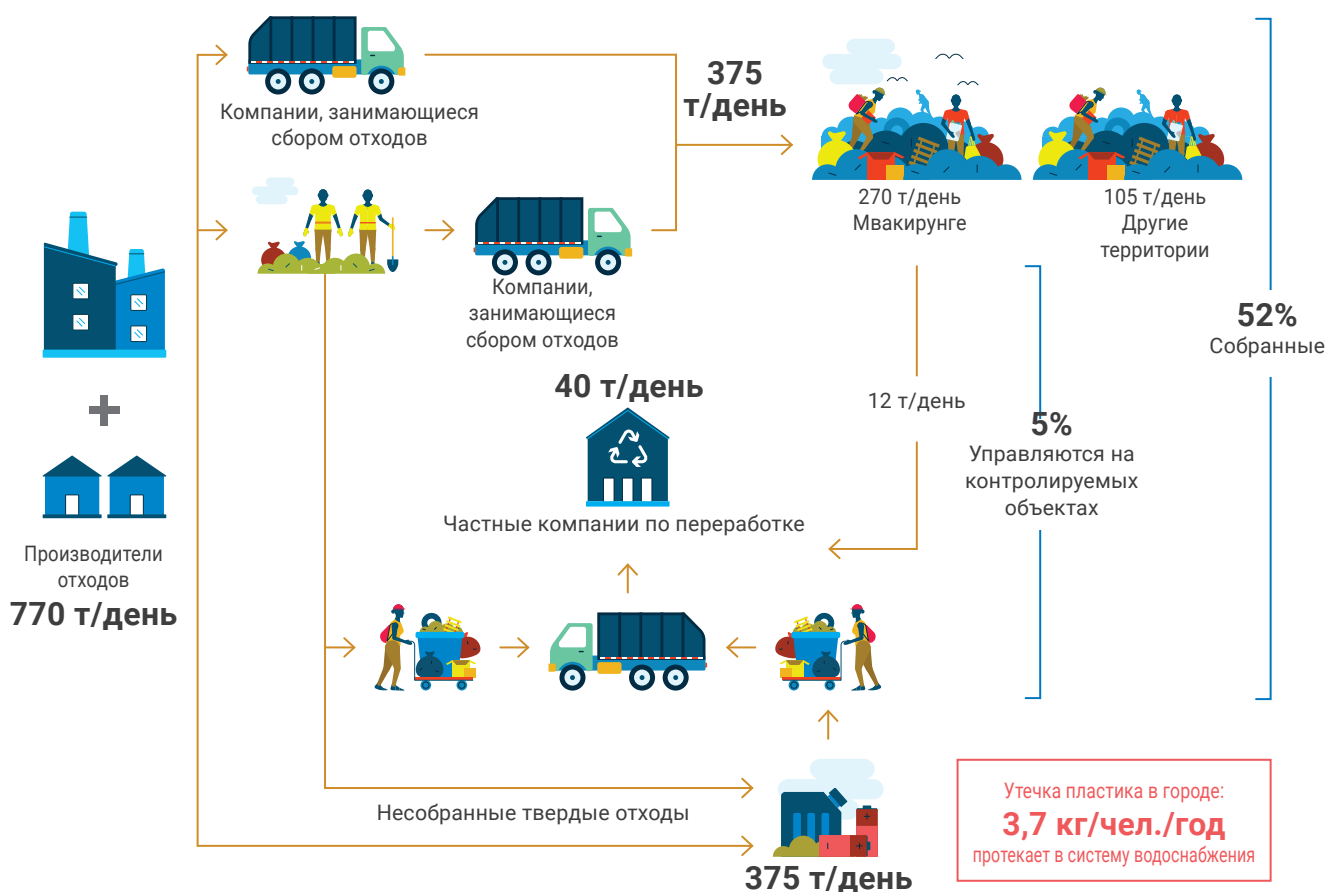 Компании, занимающиеся
сбором отходов
375
т/день
270 т/день
Мвакирунге
105 т/день
Другие
территории
Компании,
занимающиеся
сбором отходов
52%
Собранные
40 т/день
12 т/день
5%
Управляются на
контролируемых
объектах
Частные компании по переработке
Производители
отходов
770 т/день
Несобранные твердые отходы
375 т/день
Утечка пластика в городе:
3,7 кг/чел./год
протекает в систему водоснабжения